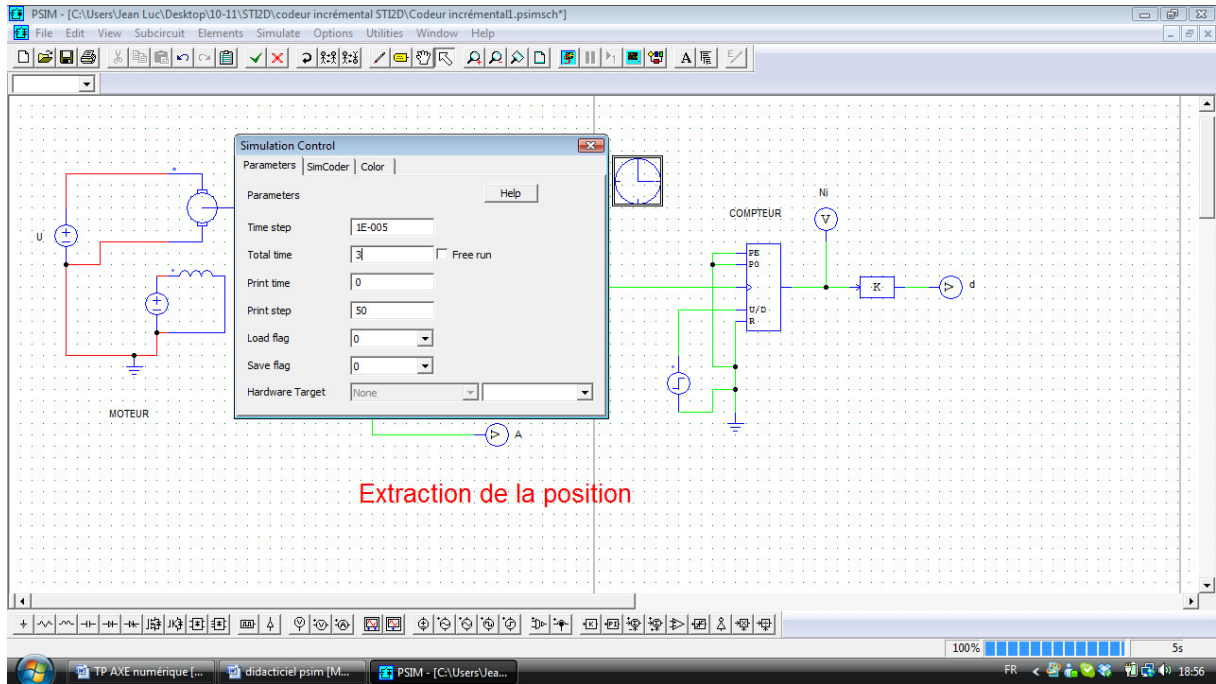 PSIM - [C:\Users\Jean Luc\Desktop\10-11\STI2D\codeur incrémental STI2D\Codeur incrémental1.psimsch*]
File Edit View Subcircuit Elements Simulate Options Utilities Window Help
Simulation Control
Parameters SimCoder Color
Parameters Help
Time step 1E-005
Total time 3 Free run
Print time 0
Print step 50
Load flag 0
Save flag 0
Hardware Target None
U
MOTEUR
A
COMPTEUR
Ni
V
PE
P0
U/D
R
K
V
d
V
Extraction de la position
100% 5s
TP AXE numérique [... didacticiel psim [M... PSIM - [C:\Users\Jea...
FR 18:56